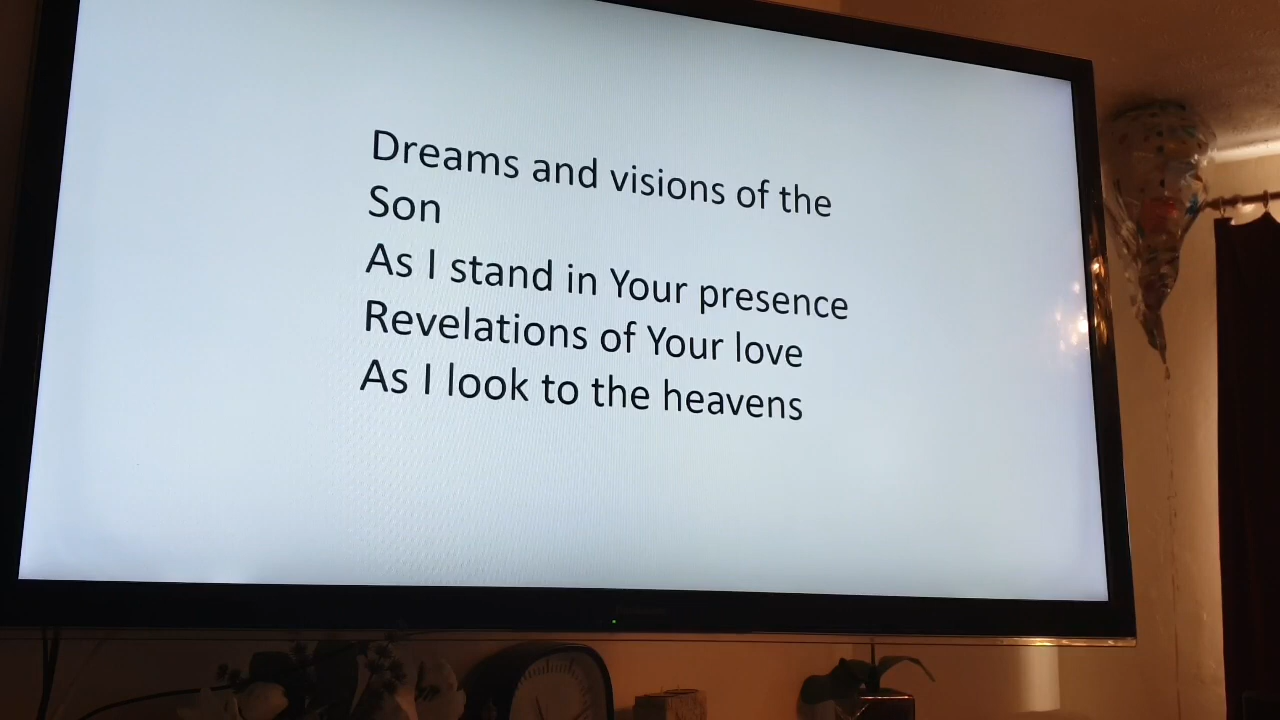 Dreams and visions of the
Son
As I stand in Your presence
Revelations of Your love
As I look to the heavens